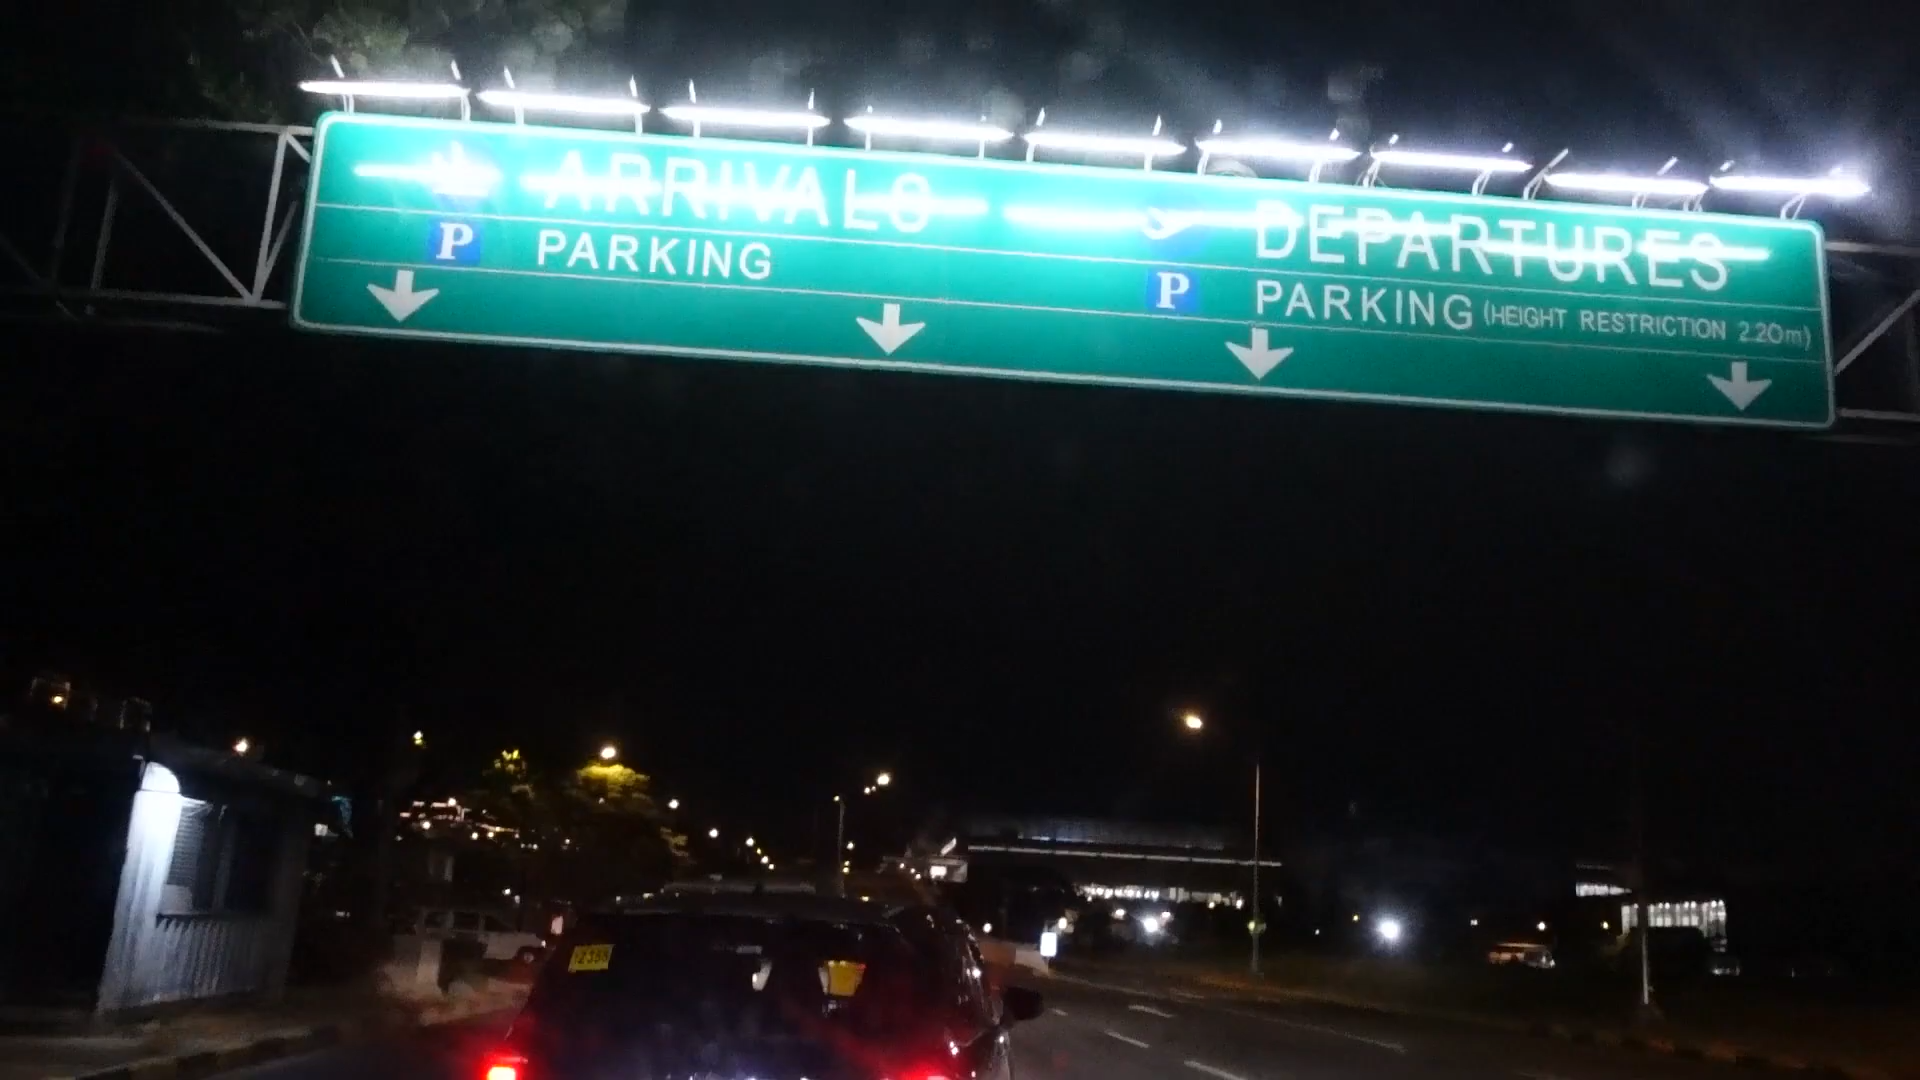 ARRIVALS
P PARKING
DEPARTURES
P PARKING (HEIGHT RESTRICTION 2.20m)